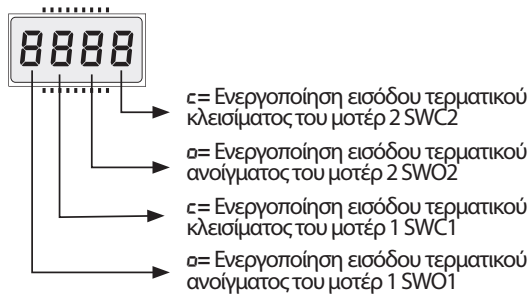 8888
c= Ενεργοποίηση εισόδου τερματικού
κλεισίματος του μοτέρ 2 SWC2
o= Ενεργοποίηση εισόδου τερματικού
ανοίγματος του μοτέρ 2 SWO2
c= Ενεργοποίηση εισόδου τερματικού
κλεισίματος του μοτέρ 1 SWC1
o= Ενεργοποίηση εισόδου τερματικού
ανοίγματος του μοτέρ 1 SWO1